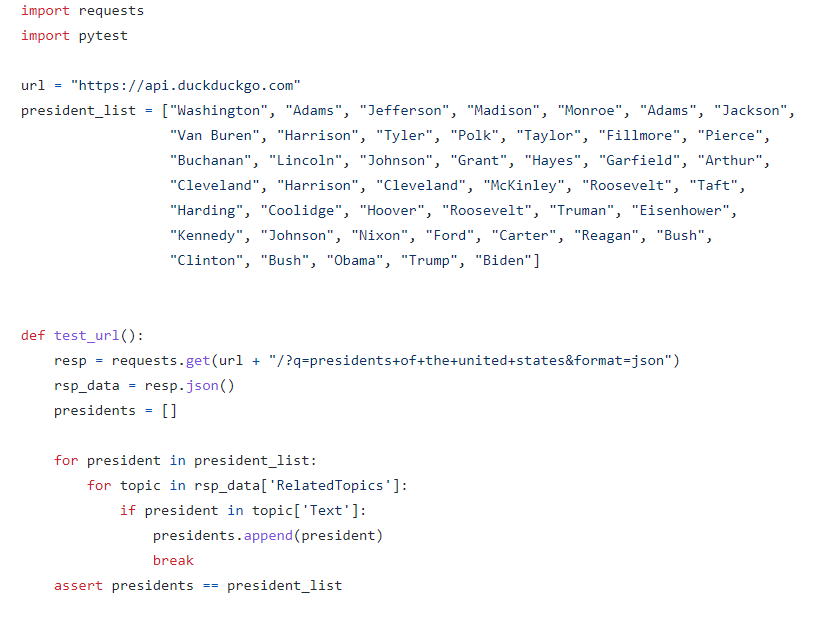 import requests
import pytest
url = "https://api.duckduckgo.com"
president_list = ["Washington", "Adams", "Jefferson", "Madison", "Monroe", "Adams", "Jackson",
"Van Buren", "Harrison", "Tyler", "Polk", "Taylor", "Fillmore", "Pierce",
"Buchanan", "Lincoln", "Johnson", "Grant", "Hayes", "Garfield", "Arthur",
"Cleveland", "Harrison", "Cleveland", "McKinley", "Roosevelt", "Taft",
"Harding", "Coolidge", "Hoover", "Roosevelt", "Truman", "Eisenhower",
"Kennedy", "Johnson", "Nixon", "Ford", "Carter", "Reagan", "Bush",
"Clinton", "Bush", "Obama", "Trump", "Biden"]
def test_url():
resp = requests.get(url + "/?q=presidents+of+the+united+states&format=json")
rsp_data = resp.json()
presidents = []
for president in president_list:
for topic in rsp_data['RelatedTopics']:
if president in topic['Text']:
presidents.append(president)
break
assert presidents == president_list